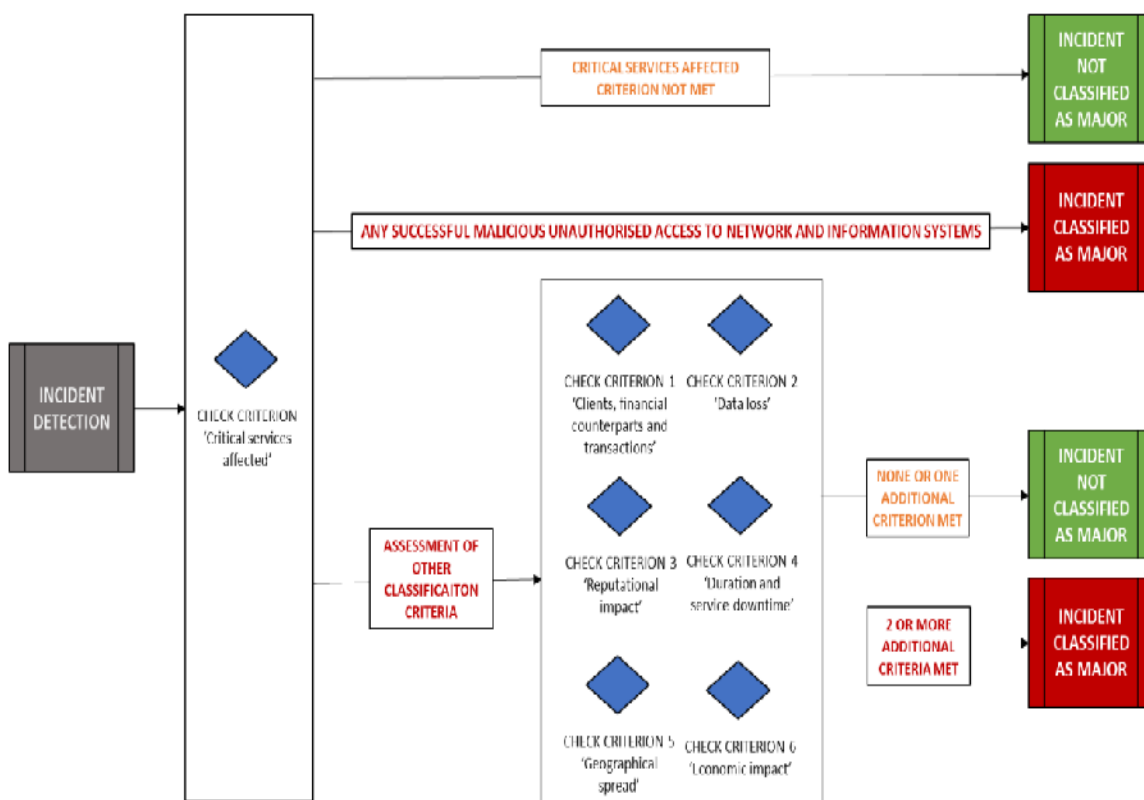 INCIDENT
DETECTION
CHECK CRITERION
'Critical services
affected'
CRITICAL SERVICES AFFECTED
CRITERION NOT MET
INCIDENT
NOT
CLASSIFIED
AS MAJOR
ANY SUCCESSFUL MALICIOUS UNAUTHORISED ACCESS TO NETWORK AND INFORMATION SYSTEMS
INCIDENT
CLASSIFIED
AS MAJOR
ASSESSMENT OF
OTHER
CLASSIFICAITON
CRITERIA
CHECK CRITERION 1
'Clients, financial
counterparts and
transactions'
CHECK CRITERION 2
'Data loss'
CHECK CRITERION 3
'Reputational
impact'
CHECK CRITERION 4
'Duration and
service downtime'
CHECK CRITERION 5
'Geographical
spread'
CHECK CRITERION 6
'Economic impact'
NONE OR ONE
ADDITIONAL
CRITERION MET
INCIDENT
NOT
CLASSIFIED
AS MAJOR
2 OR MORE
ADDITIONAL
CRITERIA MET
INCIDENT
CLASSIFIED
AS MAJOR